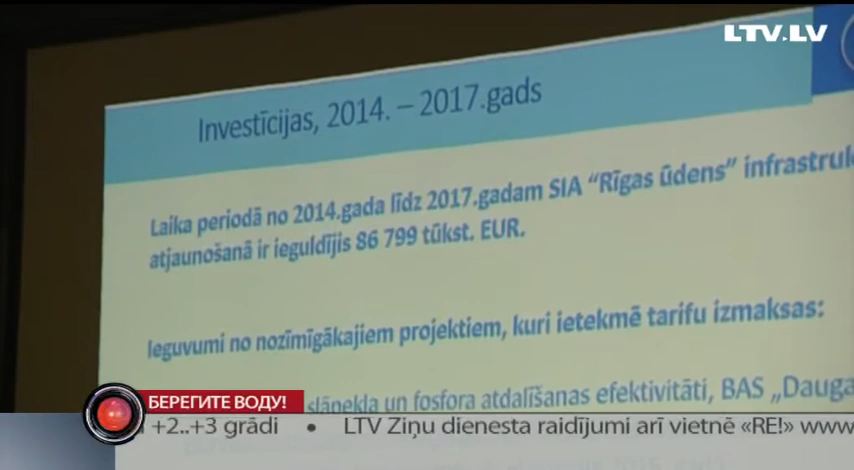 LTV.LV
Investīcijas, 2014. – 2017.gads
Laika periodā no 2014.gada līdz 2017.gadam SIA “Rīgas ūdens” infrastruk
atjaunošanā ir ieguldījis 86 799 tūkst. EUR.
Ieguvumi no nozīmīgākajiem projektiem, kuri ietekmē tarifu izmaksas:
slāpekļa un fosfora atdalīšanas efektivitāti, BAS „Dauga
БЕРЕГИТЕ ВОДУ!
+2..+3 grādi • LTV Ziņu dienesta raidījumi arī vietnē «RE!» www